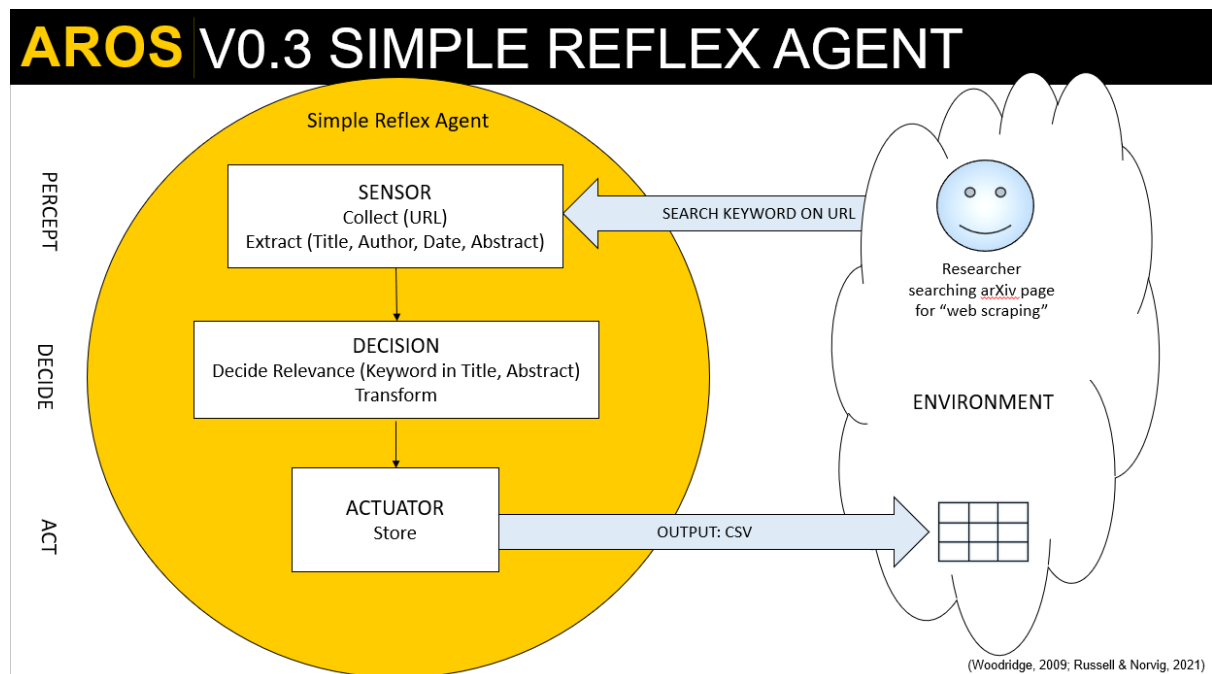 AROS V0.3 SIMPLE REFLEX AGENT
Simple Reflex Agent
PERCEPT
SENSOR
Collect (URL)
Extract (Title, Author, Date, Abstract)
SEARCH KEYWORD ON URL
Researcher
searching arXiv page
for “web scraping”
DECIDE
DECISION
Decide Relevance (Keyword in Title, Abstract)
Transform
ENVIRONMENT
ACT
ACTUATOR
Store
OUTPUT: CSV
(Woodridge, 2009; Russell & Norvig, 2021)